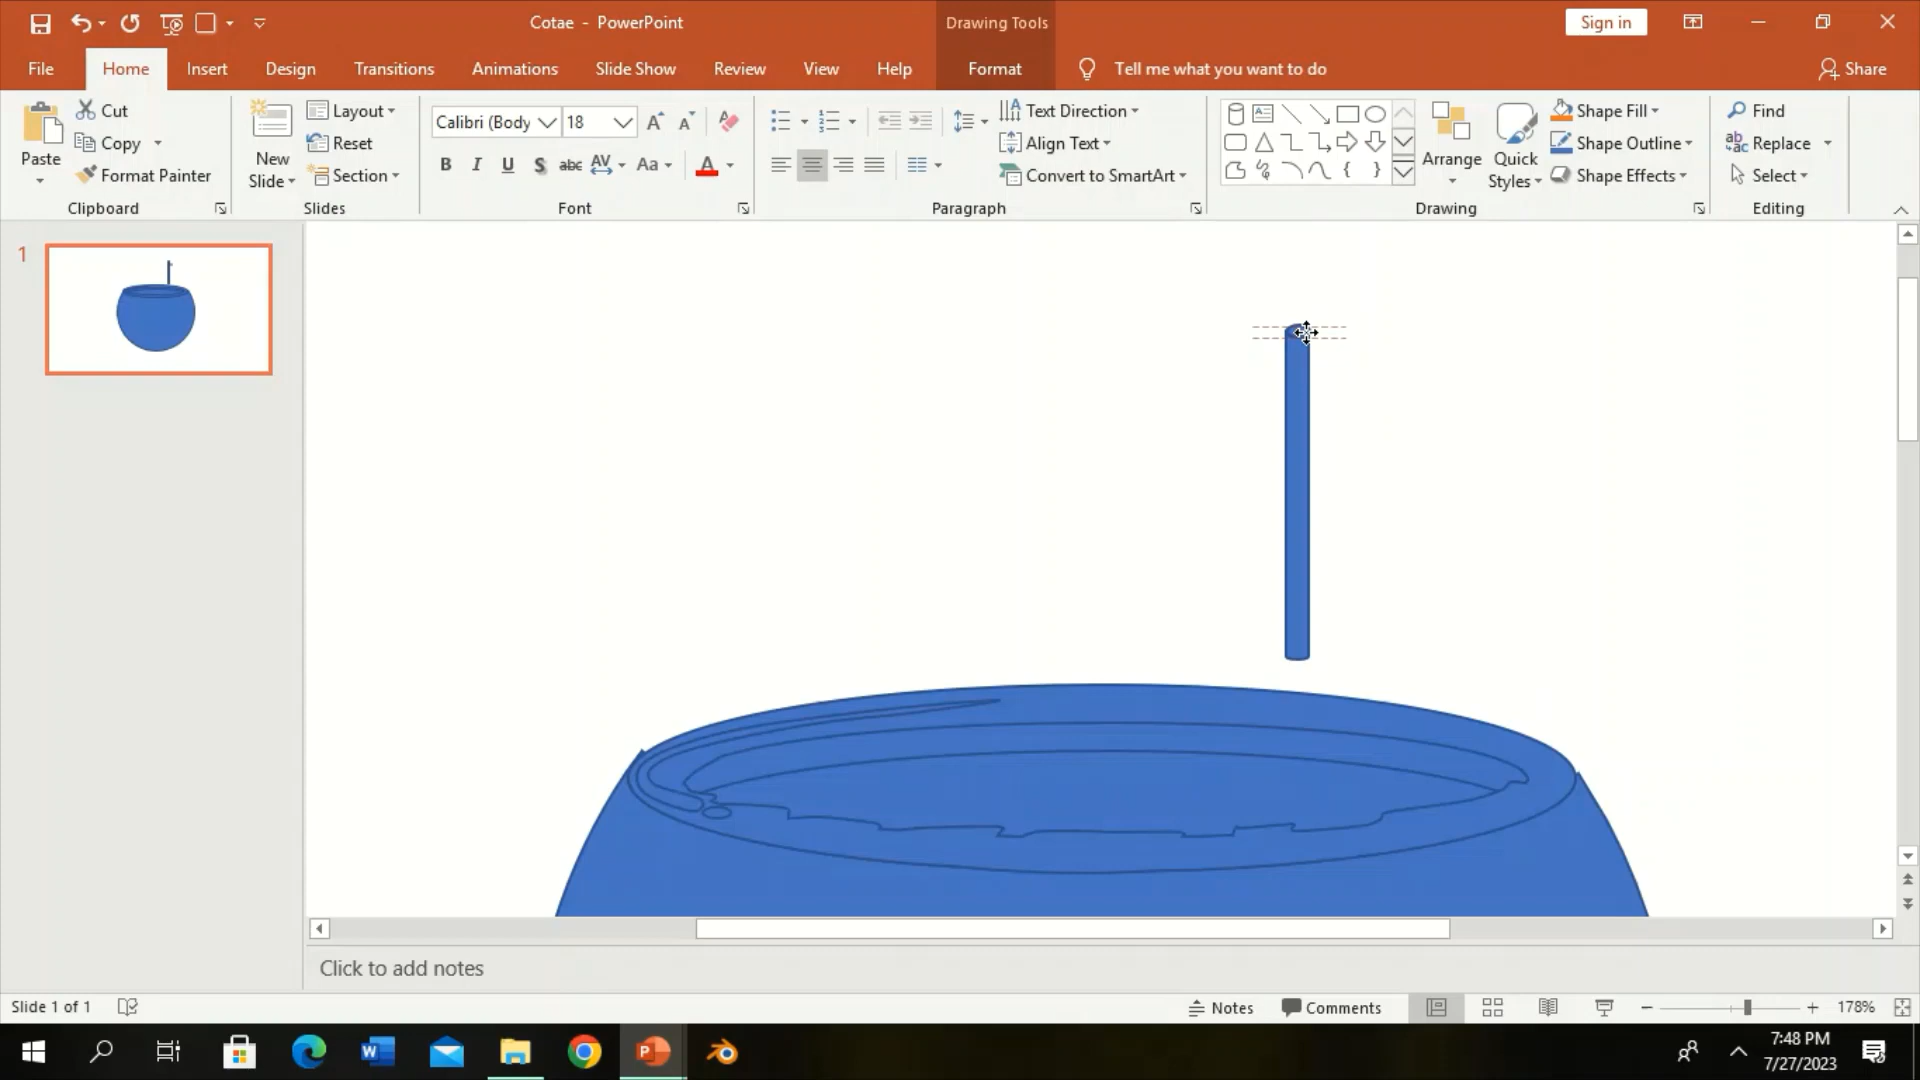 Cotae - PowerPoint
Drawing Tools
Sign in
File
Home
Insert
Design
Transitions
Animations
Slide Show
Review
View
Help
Format
Tell me what you want to do
Share
Paste
Cut
Copy
Format Painter
Clipboard
New
Slide
Layout
Reset
Section
Slides
Calibri (Body
18
B
I
U
S
abc
AV
Aa
A
Font
Text Direction
Align Text
Convert to SmartArt
Paragraph
Arrange
Quick
Styles
Shape Fill
Shape Outline
Shape Effects
Drawing
Find
Replace
Select
Editing
1
Click to add notes
Slide 1 of 1
Notes
Comments
178%
7:48 PM
7/27/2023